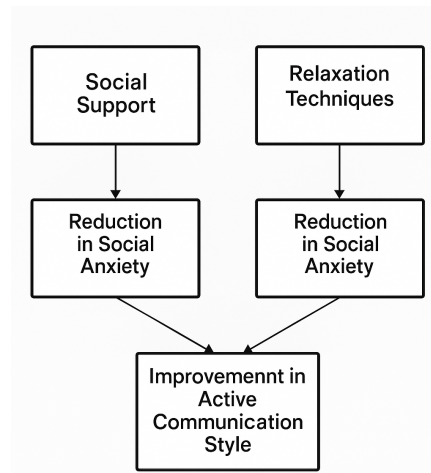 Social
Support
Relaxation
Techniques
Reduction
in Social
Anxiety
Reduction
in Social
Anxiety
Improvemennt in
Active
Communication
Style